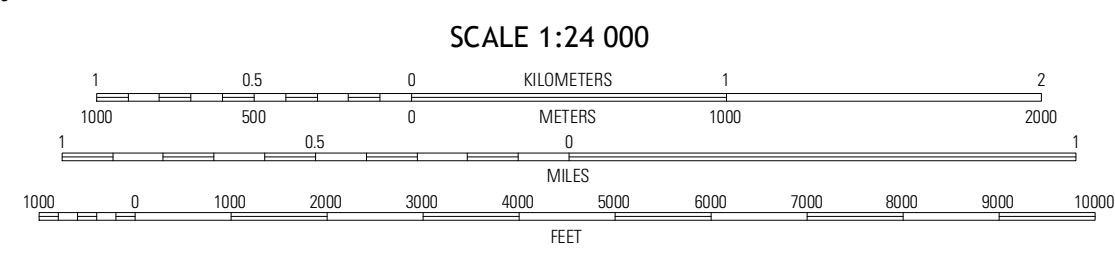 SCALE 1:24 000
1 0.5 0 KILOMETERS 1 2
1000 500 0 METERS 1000 2000
1 0.5 0 1
MILES
1000 0 1000 2000 3000 4000 5000 6000 7000 8000 9000 10000
FEET